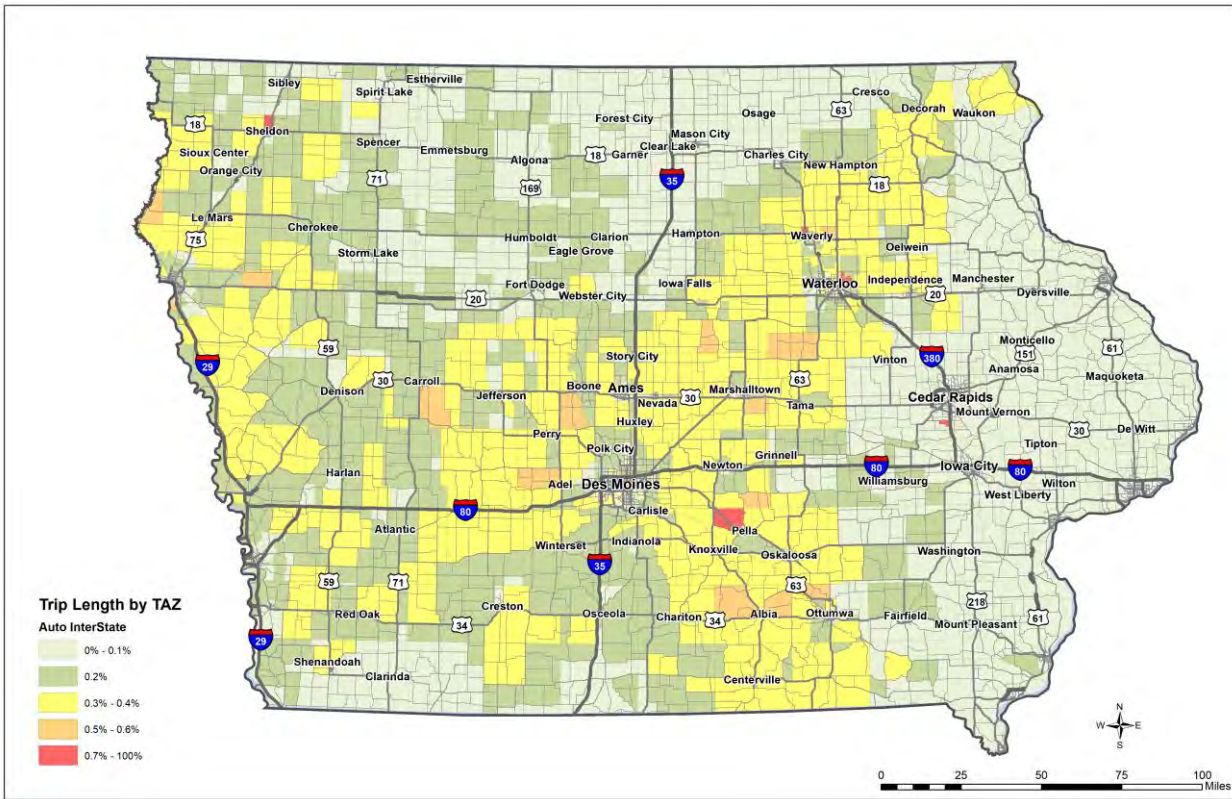 Sibley
Estherville
Spirit Lake
Cresco
Decorah
Waukon
63
Osage
Forest City
18
Sheldon
Mason City
Clear Lake
Spencer
Emmetsburg
Algona
18
Garner
Charles City
New Hampton
Sioux Center
Orange City
71
169
35
18
Le Mars
75
Cherokee
Humboldt
Clarion
Hampton
Waverly
Oelwein
Storm Lake
Eagle Grove
Fort Dodge
Iowa Falls
Waterloo
Independence
Manchester
20
Webster City
20
Dyersville
59
Story City
Monticello
151
61
29
380
Vinton
Anamosa
Maquoketa
Denison
30
Carroll
Jefferson
Boone
Ames
Nevada
30
Marshalltown
63
Tama
Cedar Rapids
Mount Vernon
Huxley
30
De Witt
Perry
Polk City
Tipton
Harlan
Newton
Grinnell
80
Iowa City
80
Adel
Des Moines
Williamsburg
Wilton
West Liberty
80
Carlisle
Atlantic
Pella
Winterset
Indianola
Knoxville
Oskaloosa
Washington
35
59
71
63
Trip Length by TAZ
Auto InterState
Red Oak
34
Creston
Osceola
Chariton
34
Albia
Ottumwa
Fairfield
218
Mount Pleasant
61
29
0% - 0.1%
Shenandoah
Clarinda
Centerville
0.2%
0.3% - 0.4%
0.5% - 0.6%
0.7% - 100%
N
W E
S
0 25 50 75 100
Miles